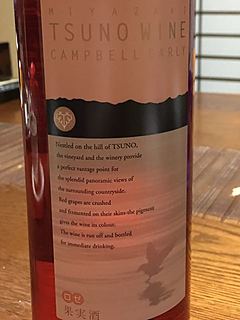 MIYAZAKI
TSUNO WINE
CAMPBELL EARLY
Nestled on the hill of TSUNO,
the vineyard and the winery provide
a perfect vantage point for
the splendid panoramic views of
the surrounding countryside.
Red grapes are crushed
and fermented on their skins-the pigment
gives the wine its colour.
The wine is run off and bottled
for immediate drinking.
ロゼ
果実酒